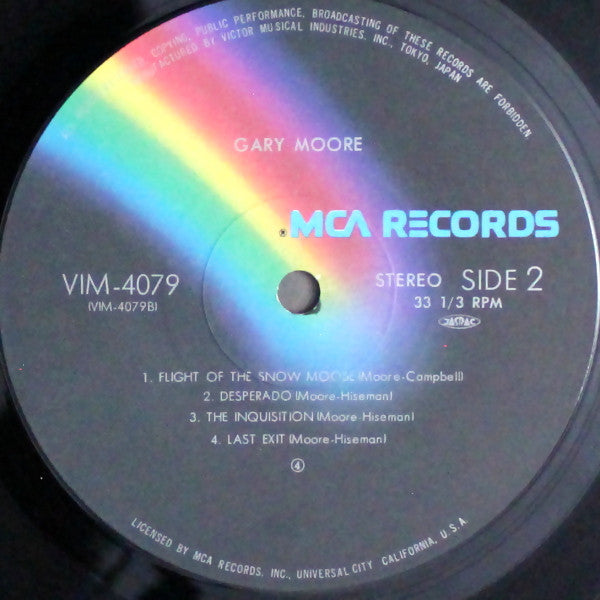 COPYING, PUBLIC PERFORMANCE, BROADCASTING OF THESE RECORDS ARE FORBIDDEN
MANUFACTURED BY VICTOR MUSICAL INDUSTRIES, INC., TOKYO, JAPAN
GARY MOORE
MCA RECORDS
VIM-4079
(VIM-4079B)
STEREO SIDE 2
33 1/3 RPM
JASRAC
1. FLIGHT OF THE SNOW MOOSE (Moore-Campbell)
2. DESPERADO (Moore-Hiseman)
3. THE INQUISITION (Moore-Hiseman)
4. LAST EXIT (Moore-Hiseman)
④
LICENSED BY MCA RECORDS, INC., UNIVERSAL CITY CALIFORNIA, U.S.A.